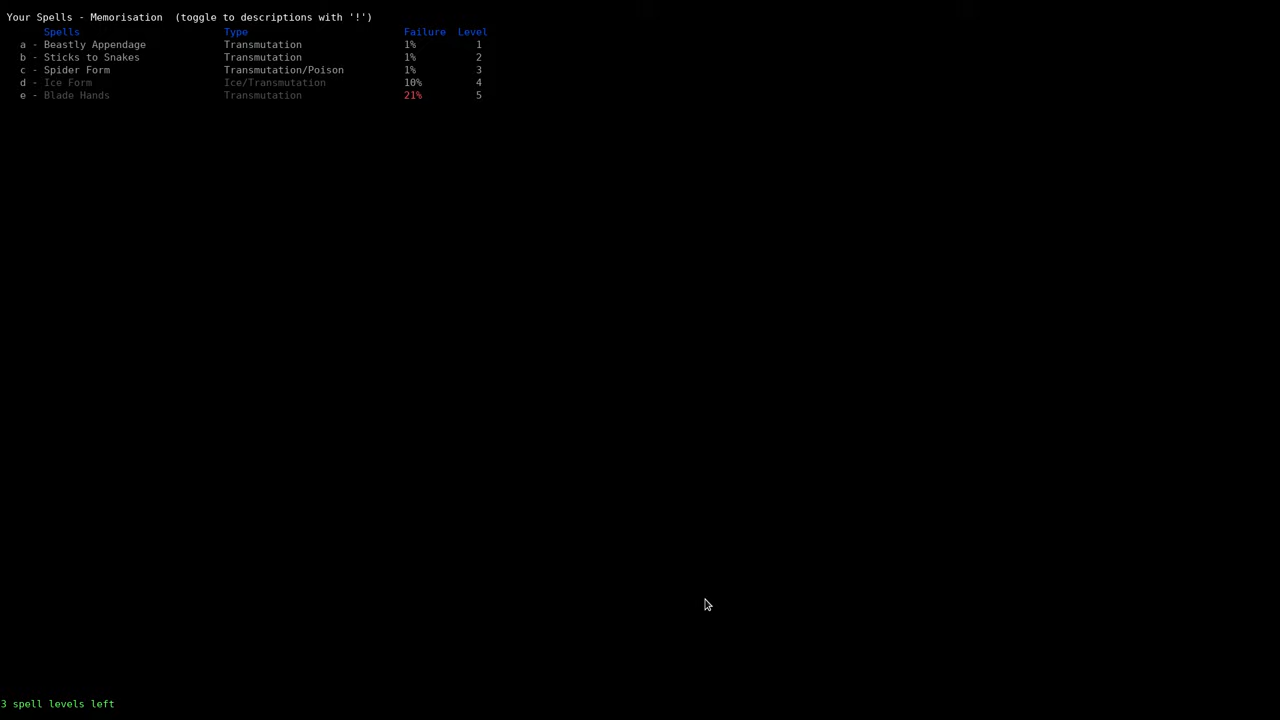 Your Spells - Memorisation (toggle to descriptions with '!')
Spells Type Failure Level
a - Beastly Appendage Transmutation 1% 1
b - Sticks to Snakes Transmutation 1% 2
c - Spider Form Transmutation/Poison 1% 3
d - Ice Form Ice/Transmutation 10% 4
e - Blade Hands Transmutation 21% 5
3 spell levels left